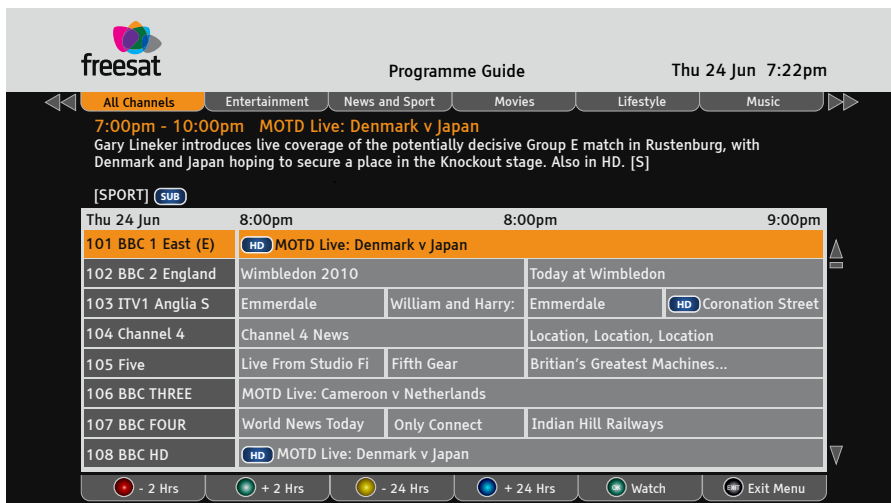 freesat
Programme Guide
Thu 24 Jun 7:22pm
All Channels Entertainment News and Sport Movies Lifestyle Music
7:00pm - 10:00pm MOTD Live: Denmark v Japan
Gary Lineker introduces live coverage of the potentially decisive Group E match in Rustenburg, with
Denmark and Japan hoping to secure a place in the Knockout stage. Also in HD. [S]
[SPORT] SUB
Thu 24 Jun 8:00pm 8:00pm 9:00pm
101 BBC 1 East (E) HD MOTD Live: Denmark v Japan
102 BBC 2 England Wimbledon 2010 Today at Wimbledon
103 ITV1 Anglia S Emmerdale William and Harry: Emmerdale HD Coronation Street
104 Channel 4 Channel 4 News Location, Location, Location
105 Five Live From Studio Fi Fifth Gear Britian's Greatest Machines...
106 BBC THREE MOTD Live: Cameroon v Netherlands
107 BBC FOUR World News Today Only Connect Indian Hill Railways
108 BBC HD HD MOTD Live: Denmark v Japan
- 2 Hrs + 2 Hrs - 24 Hrs + 24 Hrs OK Watch EXIT Exit Menu